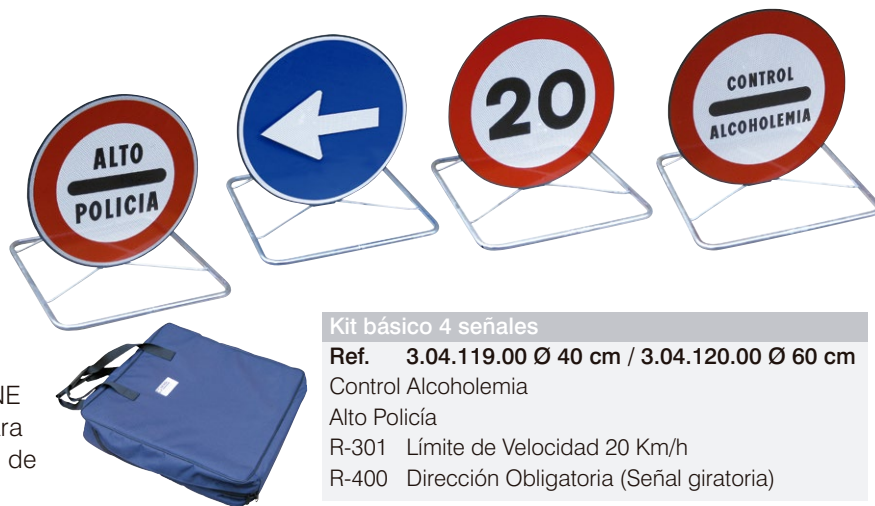 ALTO
POLICIA
20
CONTROL
ALCOHOLEMIA
Kit básico 4 señales
Ref. 3.04.119.00 Ø 40 cm / 3.04.120.00 Ø 60 cm
Control Alcoholemia
Alto Policía
R-301 Límite de Velocidad 20 Km/h
R-400 Dirección Obligatoria (Señal giratoria)
de